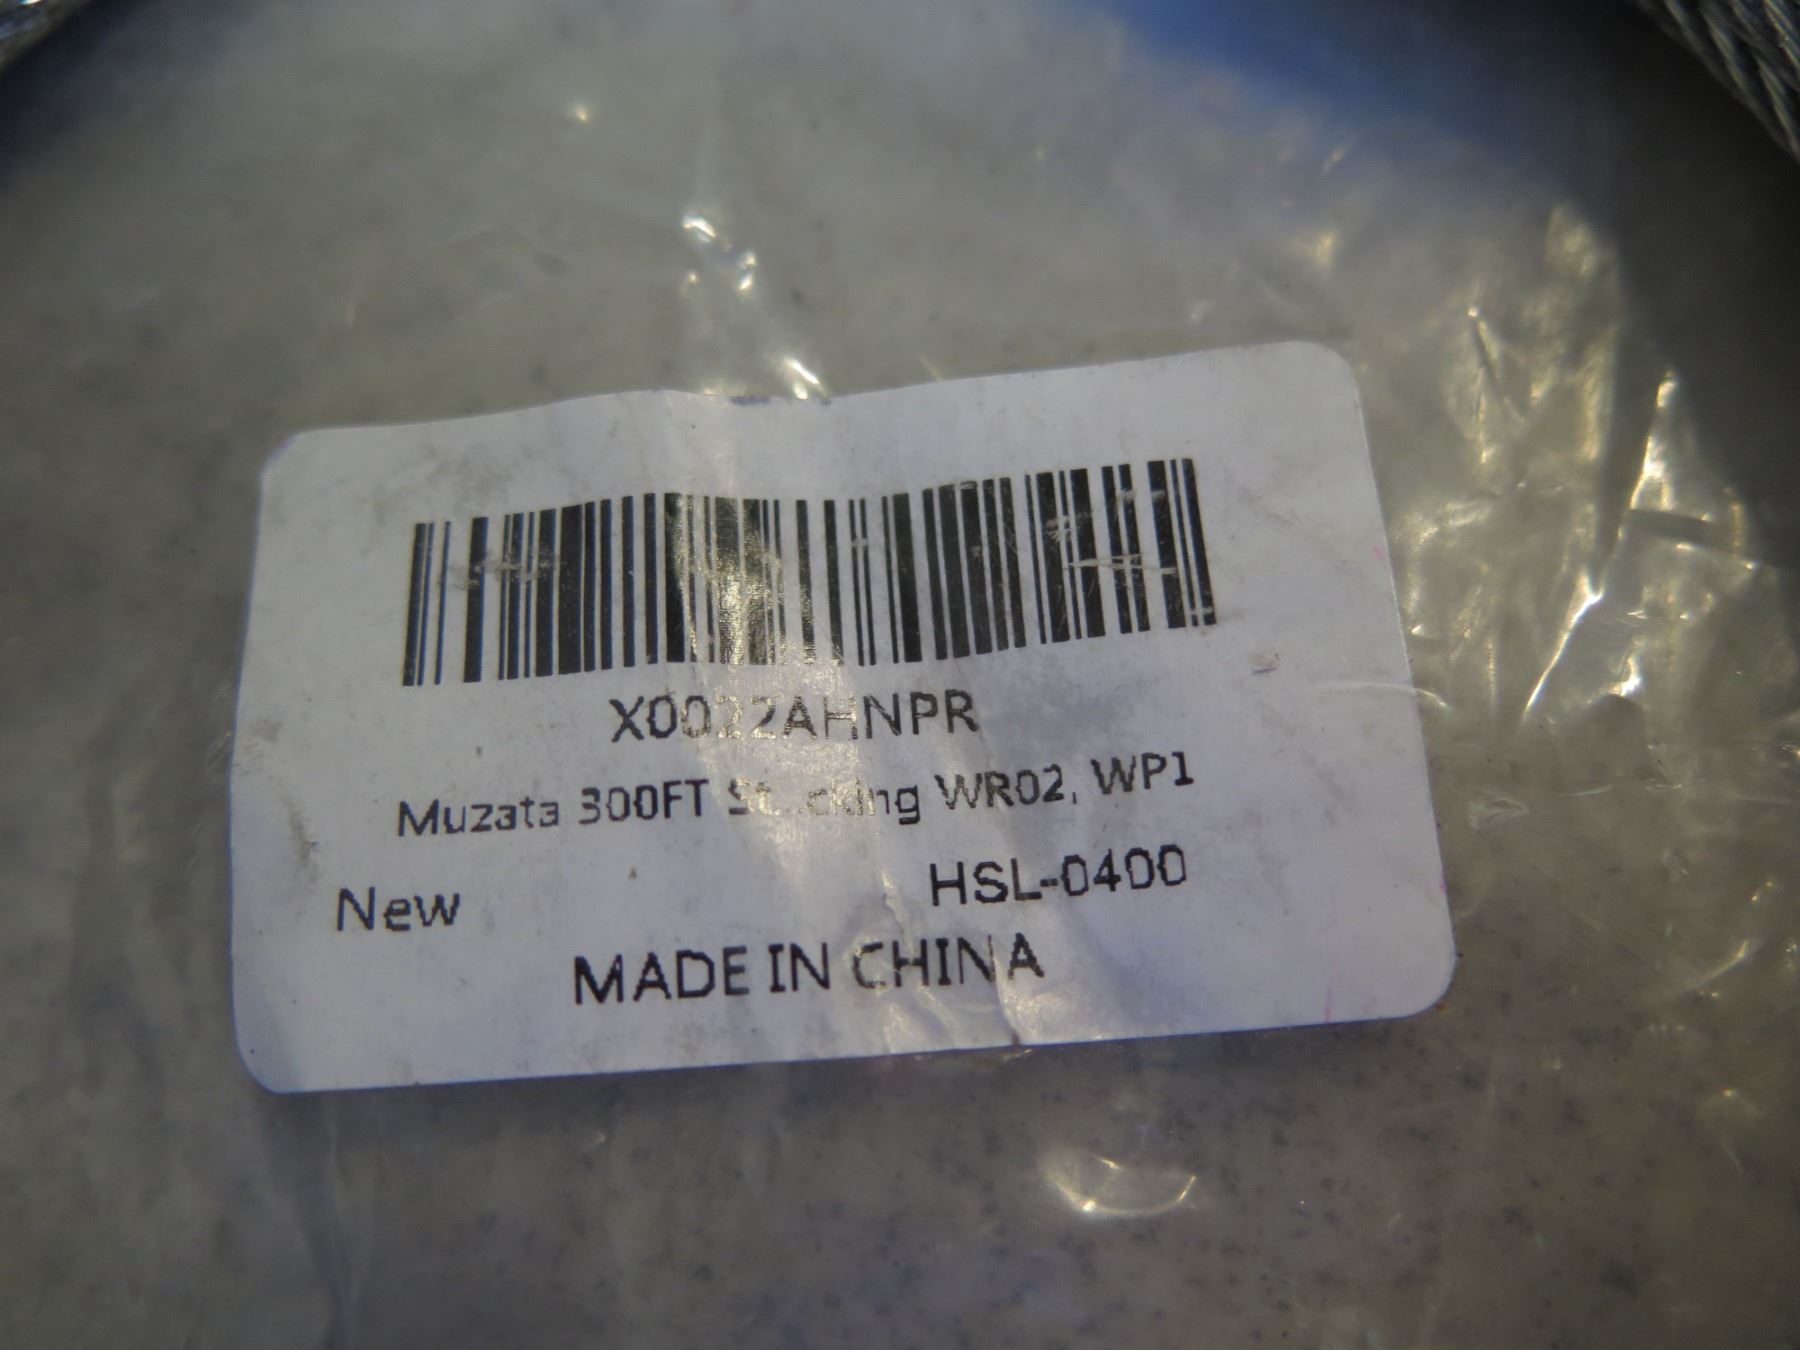 X0022AHNPR
Muzata 300FT WR02, WP1
New HSL-0400
MADE IN CHINA